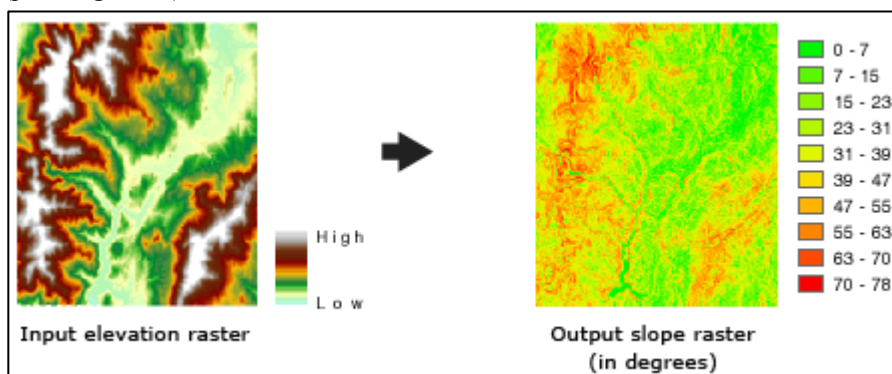 High
Low
Input elevation raster
Output slope raster
(in degrees)
0 - 7
7 - 15
15 - 23
23 - 31
31 - 39
39 - 47
47 - 55
55 - 63
63 - 70
70 - 78